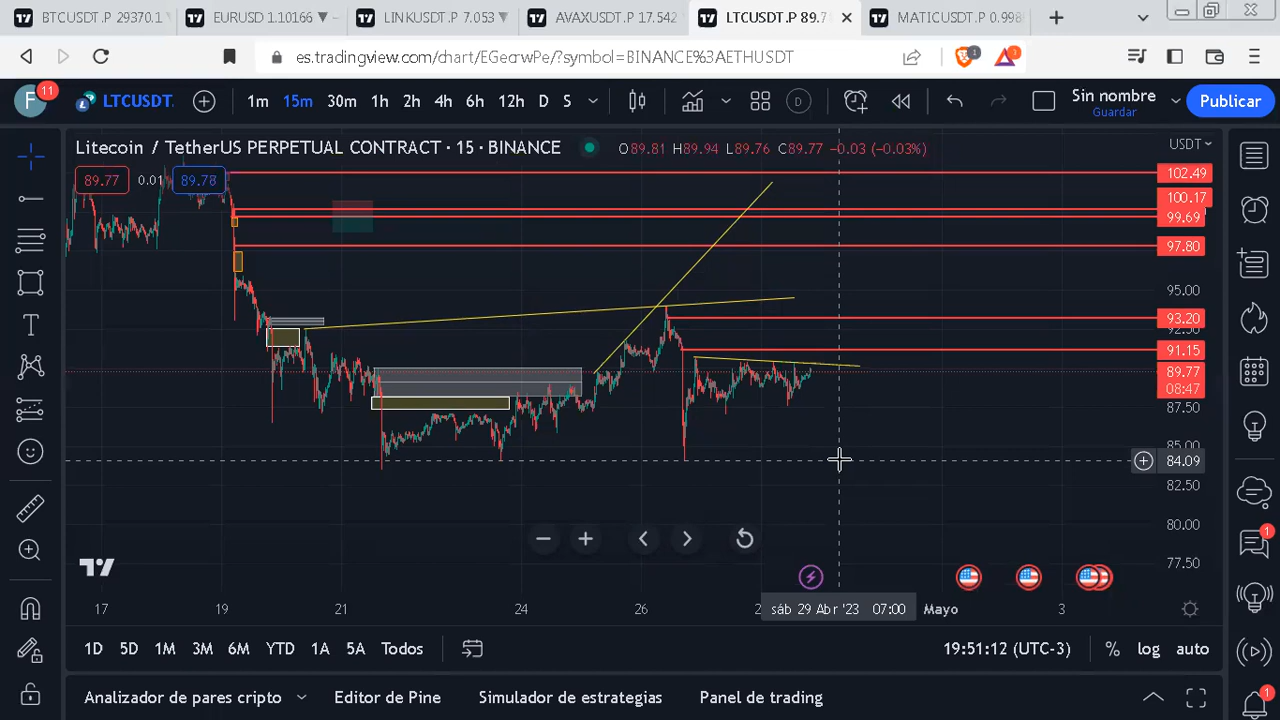 BTCUSDT.P 29370.1
EURUSD 1.10166
LINKUSDT.P 7.053
AVAXUSDT.P 17.542
LTCUSDT.P 89.7
MATICUSDT.P 0.998
es.tradingview.com/chart/EGecrwPe/?symbol=BINANCE%3AETHUSDT
1
F
11
LTCUSDT.
1m 15m 30m 1h 2h 4h 6h 12h D S
D
Sin nombre
Guardar
Publicar
Litecoin / TetherUS PERPETUAL CONTRACT · 15 · BINANCE
O89.81 H89.94 L89.76 C89.77 −0.03 (−0.03%)
USDT
89.77 0.01 89.78
102.49
100.17
99.69
97.80
95.00
93.20
92.50
91.15
89.77
08:47
87.50
85.00
84.09
82.50
80.00
77.50
17 19 21 24 26 2 sáb 29 Abr '23 07:00 Mayo 3
1D 5D 1M 3M 6M YTD 1A 5A Todos
19:51:12 (UTC-3) % log auto
Analizador de pares cripto Editor de Pine Simulador de estrategias Panel de trading
1